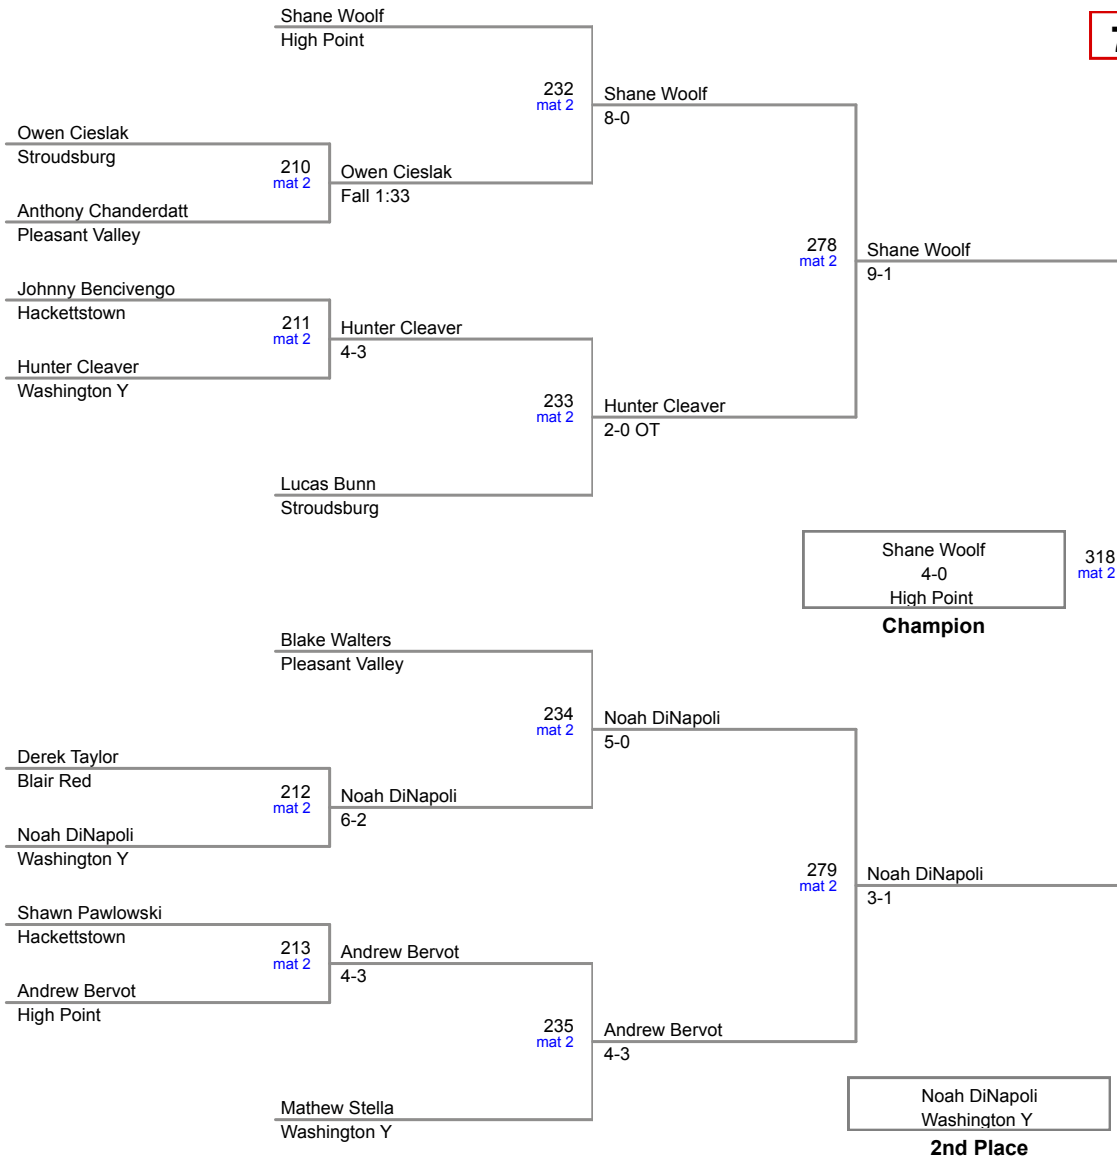 Shane Woolf
High Point
232
mat 2
Shane Woolf
8-0
Owen Cieslak
Stroudsburg
210
mat 2
Owen Cieslak
Fall 1:33
Anthony Chanderdatt
Pleasant Valley
278
mat 2
Shane Woolf
9-1
Johnny Bencivengo
Hackettstown
211
mat 2
Hunter Cleaver
4-3
Hunter Cleaver
Washington Y
233
mat 2
Hunter Cleaver
2-0 OT
Lucas Bunn
Stroudsburg
Shane Woolf
4-0
High Point
318
mat 2
Champion
Blake Walters
Pleasant Valley
234
mat 2
Noah DiNapoli
5-0
Derek Taylor
Blair Red
212
mat 2
Noah DiNapoli
6-2
Noah DiNapoli
Washington Y
279
mat 2
Noah DiNapoli
3-1
Shawn Pawlowski
Hackettstown
213
mat 2
Andrew Bervot
4-3
Andrew Bervot
High Point
235
mat 2
Andrew Bervot
4-3
Mathew Stella
Washington Y
Noah DiNapoli
Washington Y
2nd Place